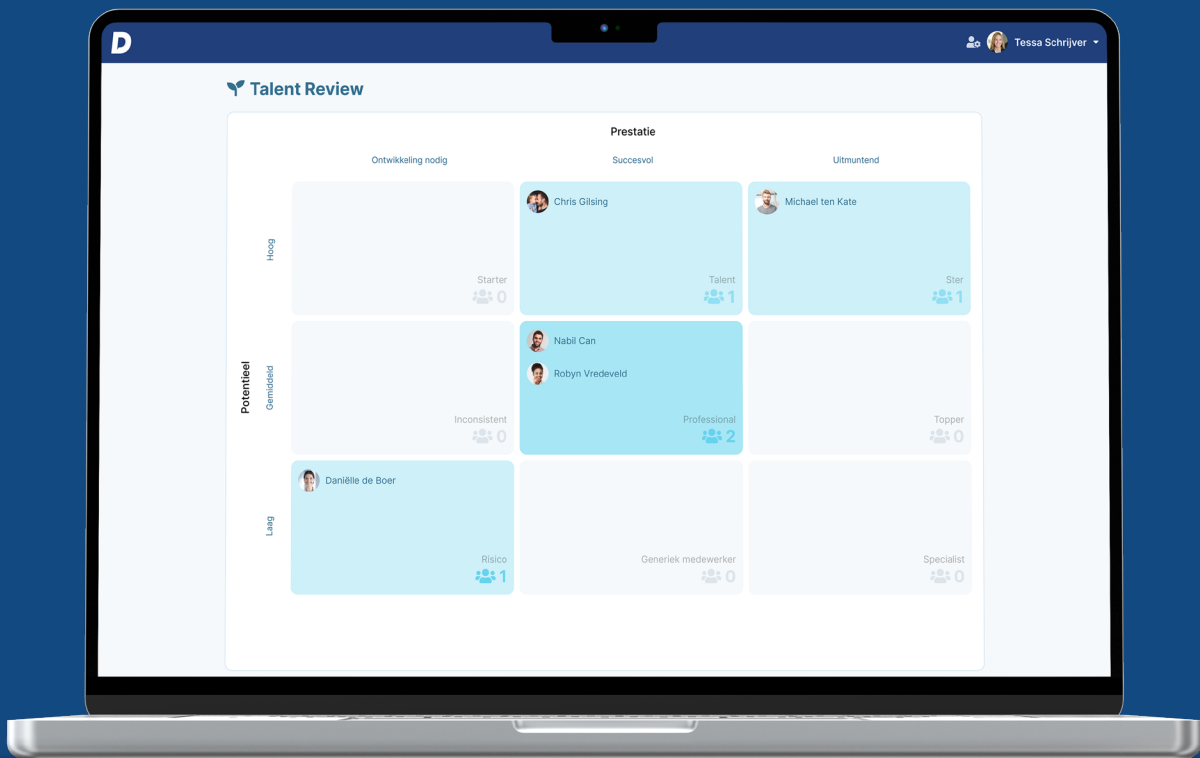 D
Tessa Schrijver
Talent Review
Prestatie
Ontwikkeling nodig
Succesvol
Uitmuntend
Potentieel
Hoog
Starter
0
Chris Gilsing
Talent
1
Michael ten Kate
Ster
1
Gemiddeld
Inconsistent
0
Nabil Can
Robyn Vredeveld
Professional
2
Topper
0
Laag
Daniëlle de Boer
Risico
1
Generiek medewerker
0
Specialist
0